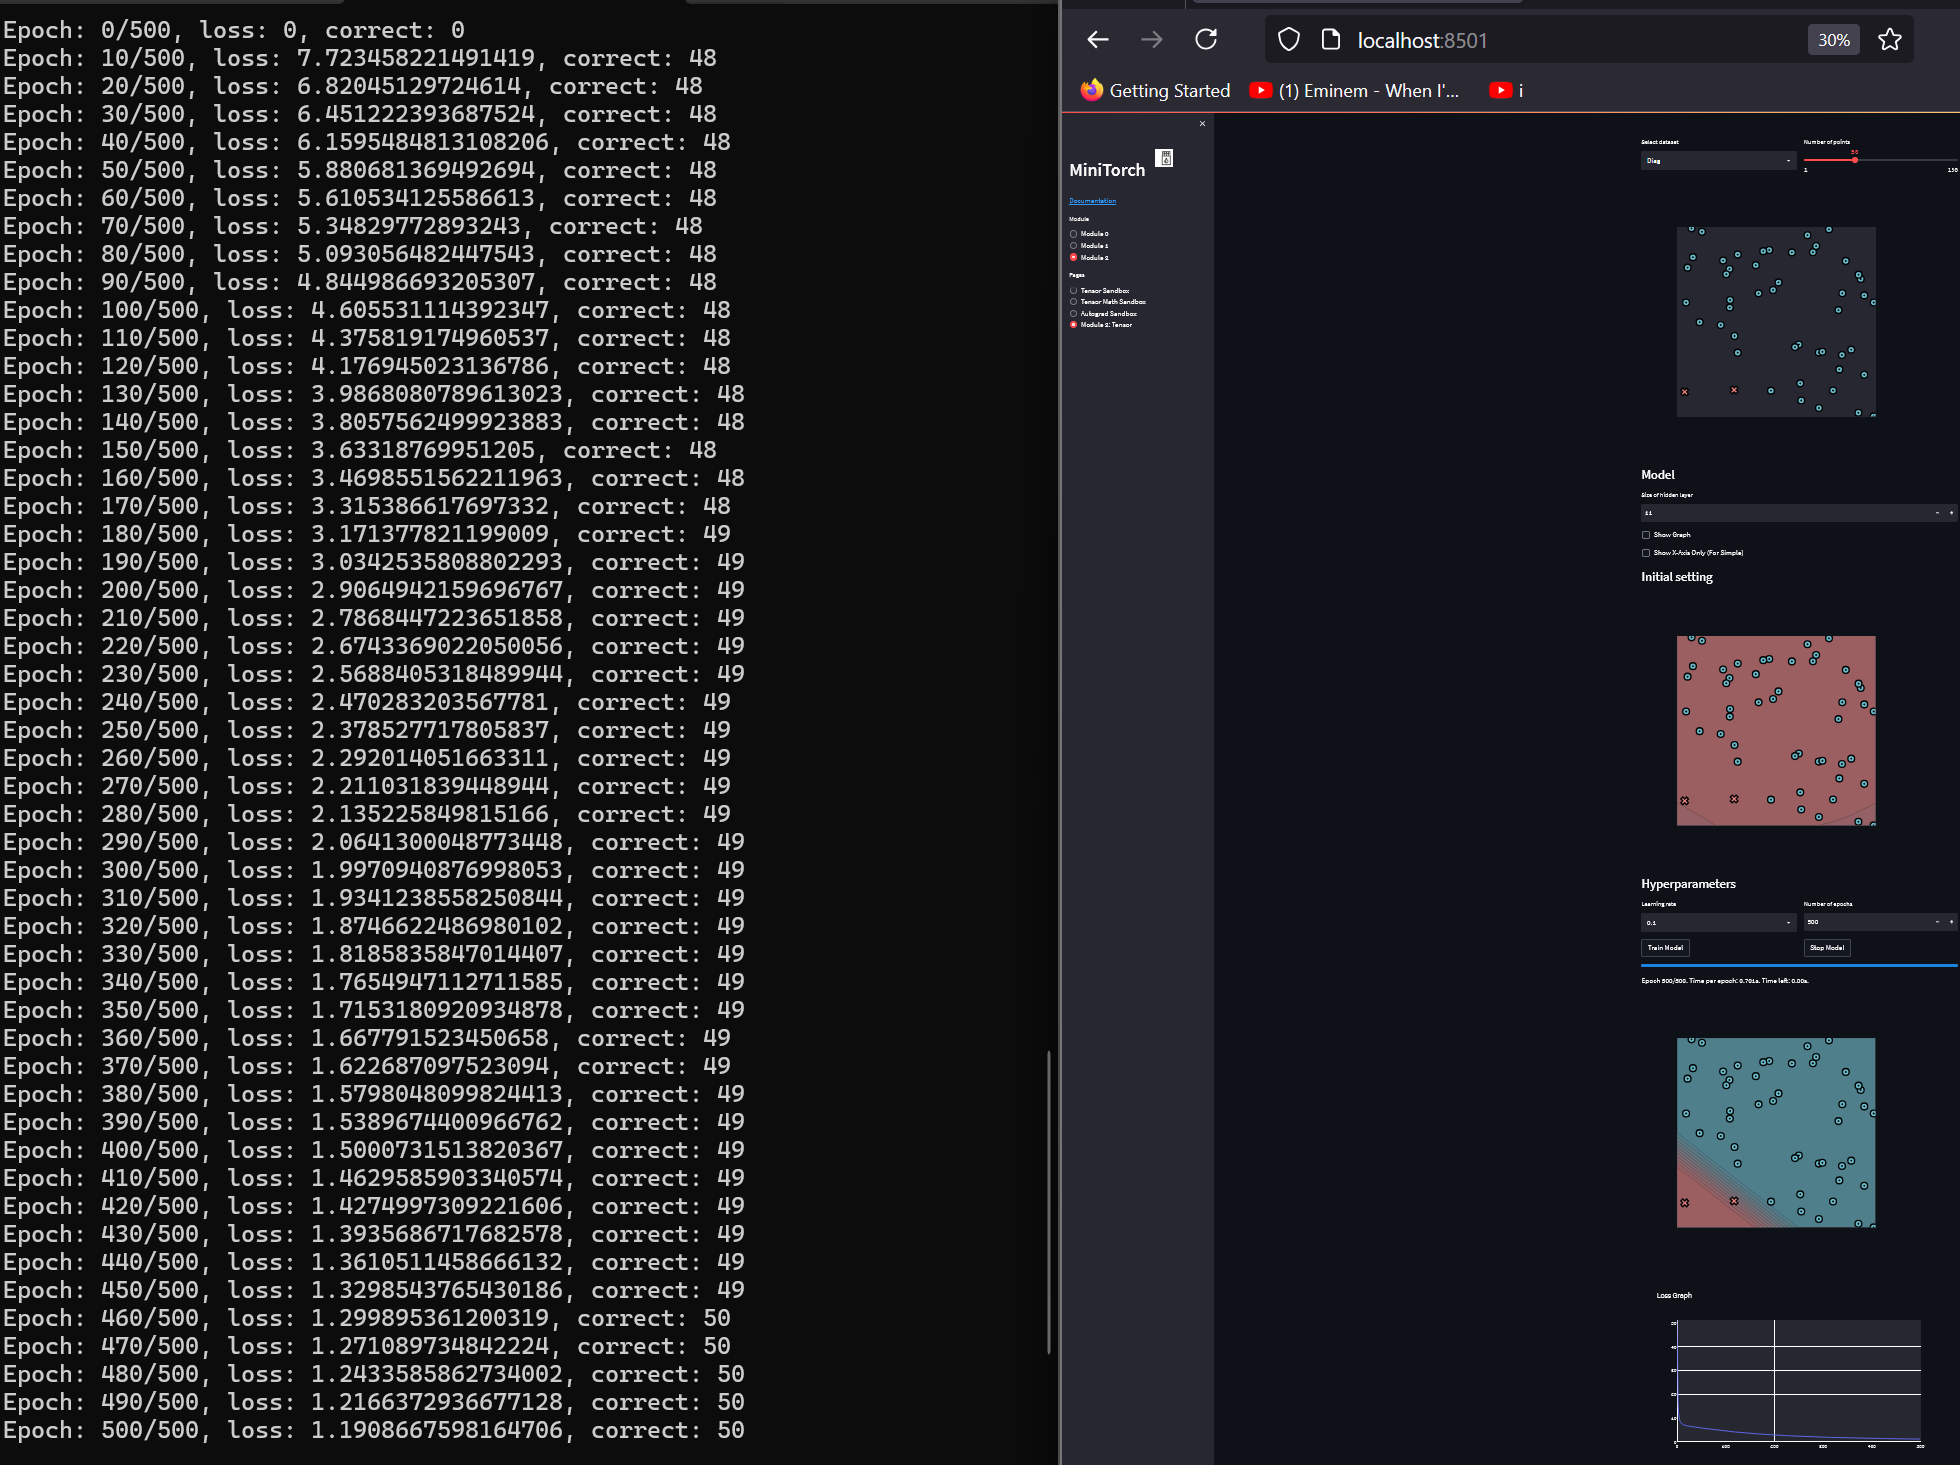 Epoch: 0/500, loss: 0, correct: 0
Epoch: 10/500, loss: 7.723458221491419, correct: 48
Epoch: 20/500, loss: 6.82045129724614, correct: 48
Epoch: 30/500, loss: 6.451222393687524, correct: 48
Epoch: 40/500, loss: 6.1595484813108206, correct: 48
Epoch: 50/500, loss: 5.880681369492694, correct: 48
Epoch: 60/500, loss: 5.610534125586613, correct: 48
Epoch: 70/500, loss: 5.34829772893243, correct: 48
Epoch: 80/500, loss: 5.093056482447543, correct: 48
Epoch: 90/500, loss: 4.844986693205307, correct: 48
Epoch: 100/500, loss: 4.605531114392347, correct: 48
Epoch: 110/500, loss: 4.375819174960537, correct: 48
Epoch: 120/500, loss: 4.176945023136786, correct: 48
Epoch: 130/500, loss: 3.9868080789613023, correct: 48
Epoch: 140/500, loss: 3.8057562499923883, correct: 48
Epoch: 150/500, loss: 3.63318769951205, correct: 48
Epoch: 160/500, loss: 3.4698551562211963, correct: 48
Epoch: 170/500, loss: 3.315386617697332, correct: 48
Epoch: 180/500, loss: 3.171377821199009, correct: 49
Epoch: 190/500, loss: 3.0342535808802293, correct: 49
Epoch: 200/500, loss: 2.9064942159696767, correct: 49
Epoch: 210/500, loss: 2.7868447223651858, correct: 49
Epoch: 220/500, loss: 2.6743369022050056, correct: 49
Epoch: 230/500, loss: 2.5688405318489944, correct: 49
Epoch: 240/500, loss: 2.470283203567781, correct: 49
Epoch: 250/500, loss: 2.378527717805837, correct: 49
Epoch: 260/500, loss: 2.292014051663311, correct: 49
Epoch: 270/500, loss: 2.211031839448944, correct: 49
Epoch: 280/500, loss: 2.135225849815166, correct: 49
Epoch: 290/500, loss: 2.0641300048773448, correct: 49
Epoch: 300/500, loss: 1.9970940876998053, correct: 49
Epoch: 310/500, loss: 1.9341238558250844, correct: 49
Epoch: 320/500, loss: 1.8746622486980102, correct: 49
Epoch: 330/500, loss: 1.8185835847014407, correct: 49
Epoch: 340/500, loss: 1.7654947112711585, correct: 49
Epoch: 350/500, loss: 1.7153180920934878, correct: 49
Epoch: 360/500, loss: 1.667791523450658, correct: 49
Epoch: 370/500, loss: 1.622687097523094, correct: 49
Epoch: 380/500, loss: 1.5798048099824413, correct: 49
Epoch: 390/500, loss: 1.5389674400966762, correct: 49
Epoch: 400/500, loss: 1.5000731513820367, correct: 49
Epoch: 410/500, loss: 1.4629585903340574, correct: 49
Epoch: 420/500, loss: 1.4274997309221606, correct: 49
Epoch: 430/500, loss: 1.3935686717682578, correct: 49
Epoch: 440/500, loss: 1.3610511458666132, correct: 49
Epoch: 450/500, loss: 1.3298543765430186, correct: 49
Epoch: 460/500, loss: 1.299895361200319, correct: 50
Epoch: 470/500, loss: 1.271089734842224, correct: 50
Epoch: 480/500, loss: 1.2433585862734002, correct: 50
Epoch: 490/500, loss: 1.2166372936677128, correct: 50
Epoch: 500/500, loss: 1.1908667598164706, correct: 50
localhost:8501 30%
Getting Started (1) Eminem - When I'... i
MiniTorch
Documentation
Module
Module 0
Module 1
Module 2
Pages
Tensor Sandbox
Tensor Math Sandbox
Autograd Sandbox
Module 2: Tensor
Select dataset Number of points
Diag
1 150
Model
Size of hidden layer
11
Show Graph
Show X-Axis Only (For Simple)
Initial setting
Hyperparameters
Learning rate Number of epochs
0.1 500
Train Model Stop Model
Epoch 500/500. Time per epoch: 0.701s. Time left: 0.00s.
Loss Graph
0 100 200 300 400 500